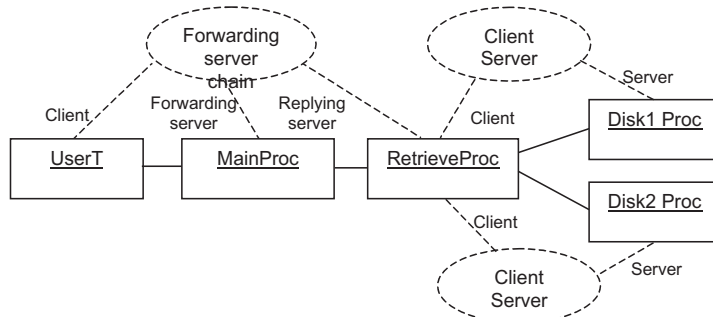 Forwarding
server
chain
Client
Server
Client
Forwarding
server
Replying
server
Client
Server
UserT
MainProc
RetrieveProc
Disk1 Proc
Disk2 Proc
Client
Client
Server
Server